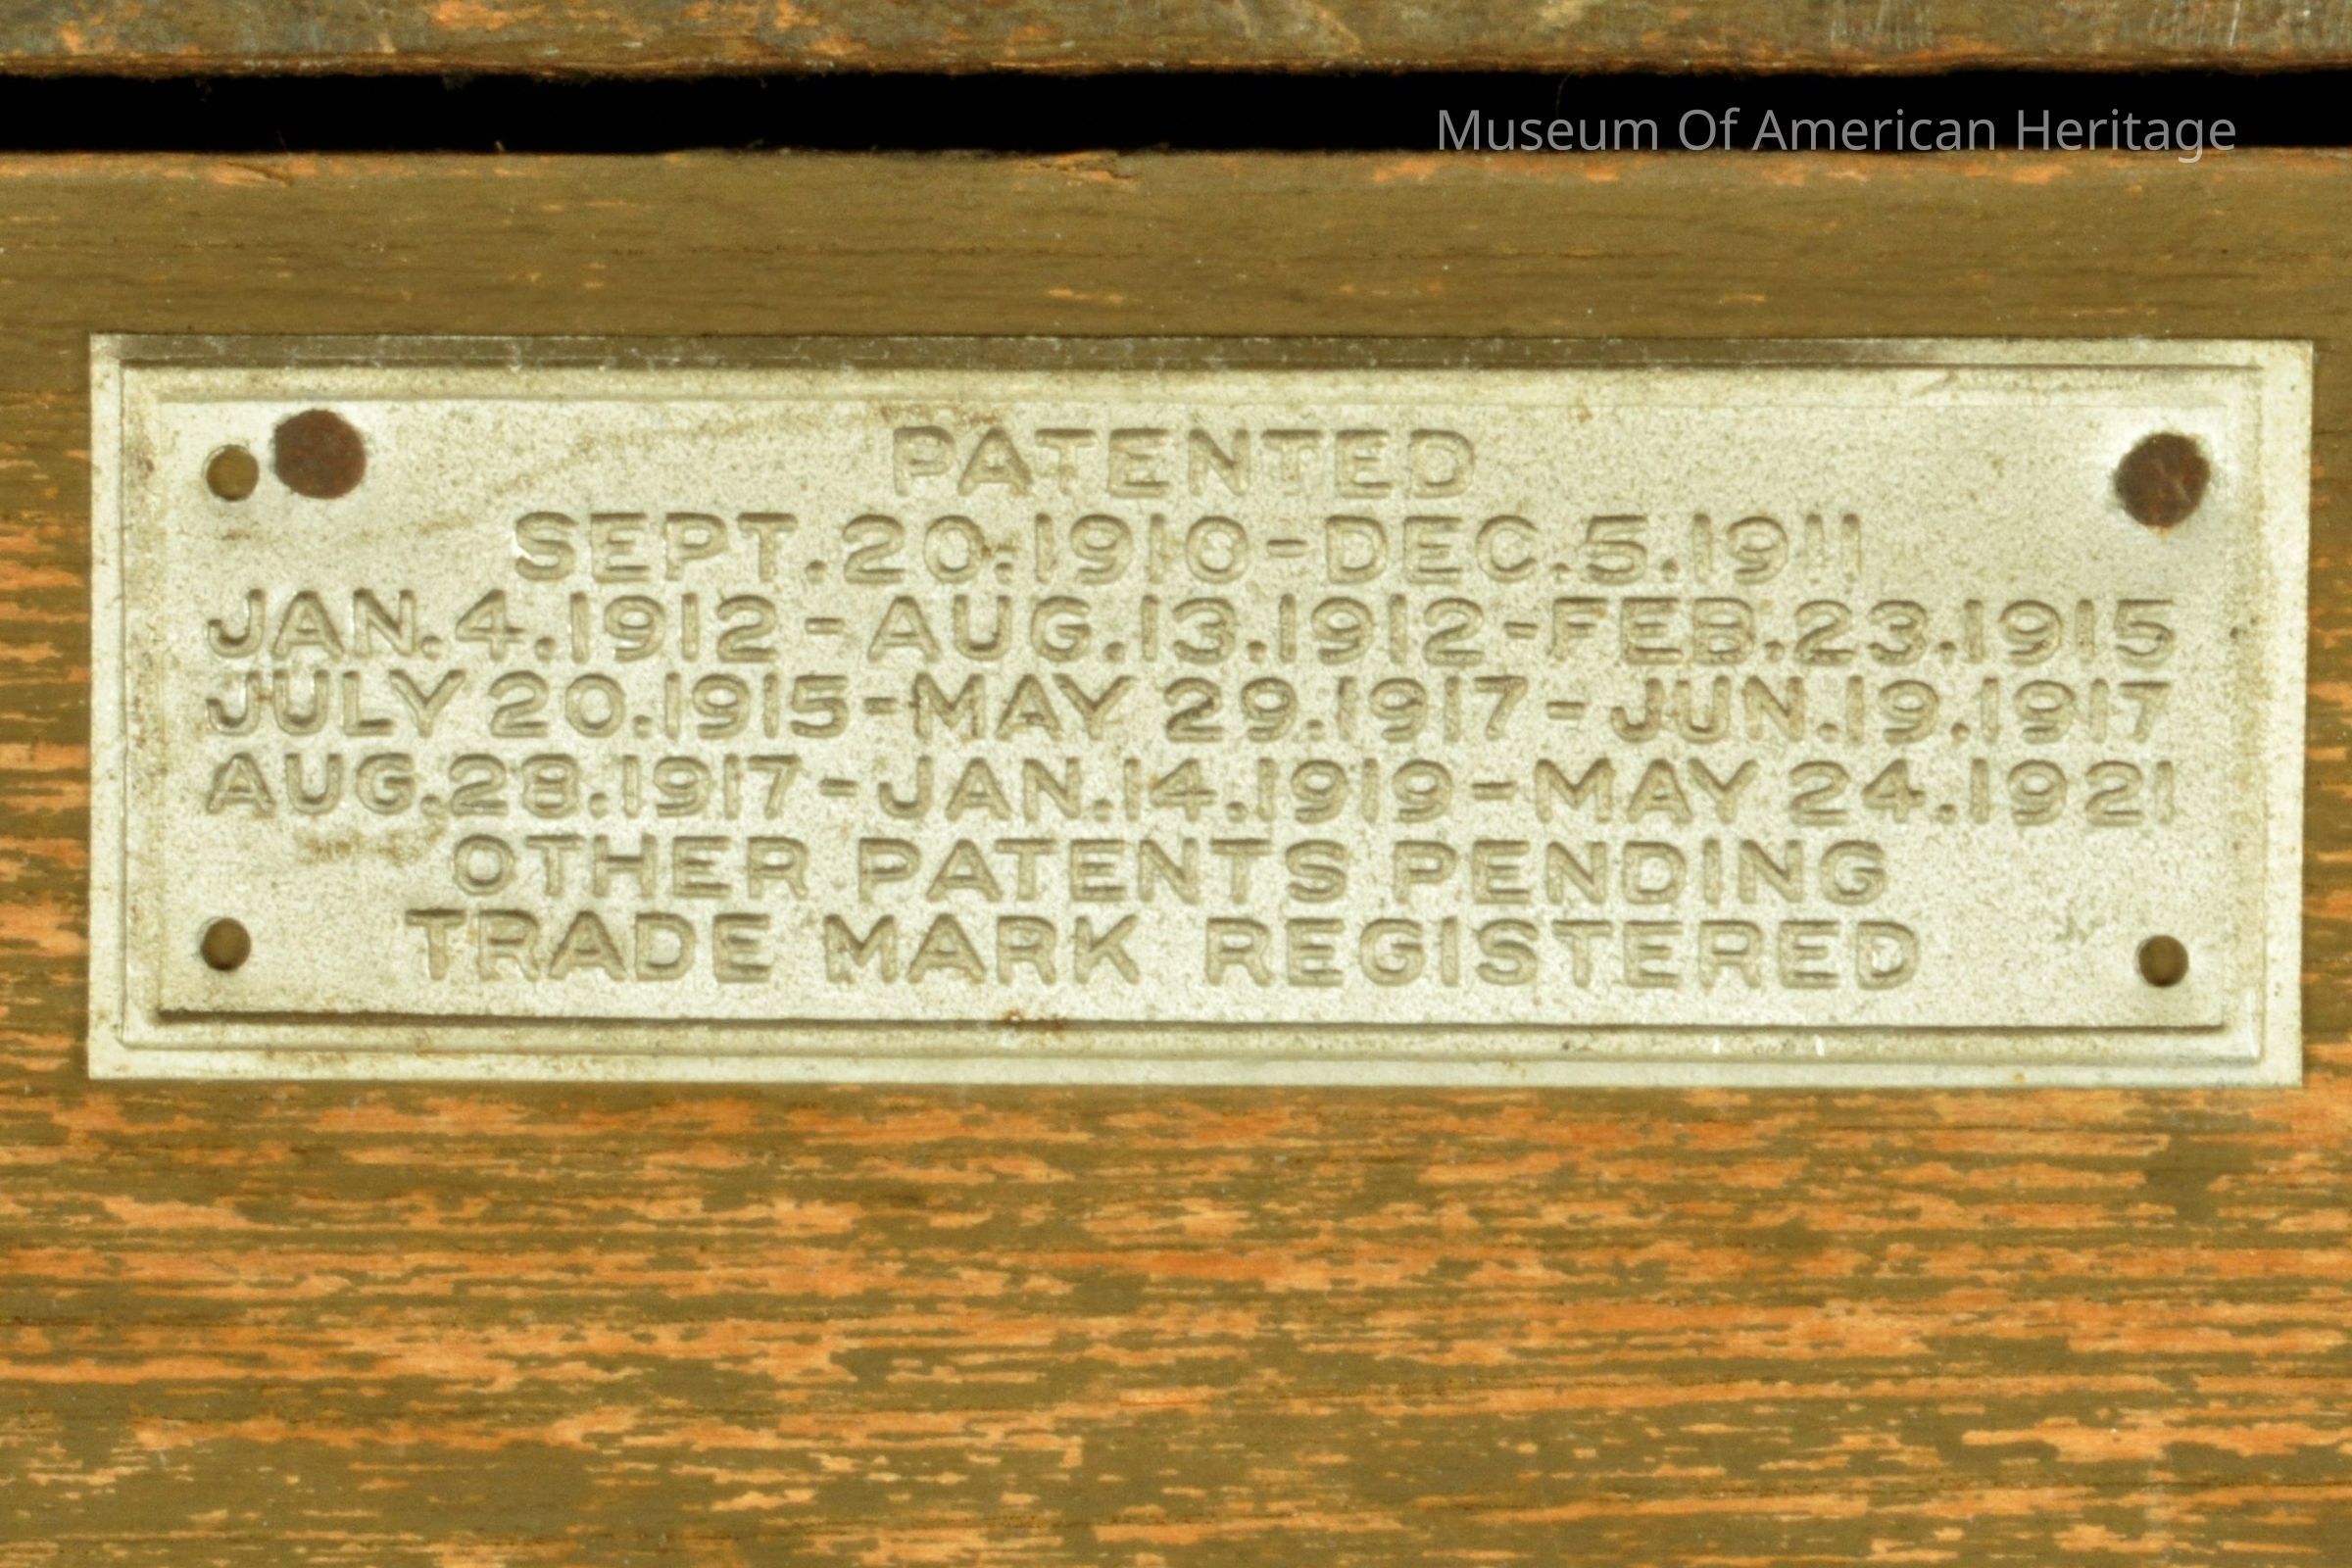 Museum Of American Heritage
PATENTED
SEPT.20.1910-DEC.5.1911
JAN.4.1912-AUG.13.1912-FEB.23.1915
JULY 20.1915-MAY 29.1917-JUN.19.1917
AUG.28.1917-JAN.14.1919-MAY 24.1921
OTHER PATENTS PENDING
TRADE MARK REGISTERED